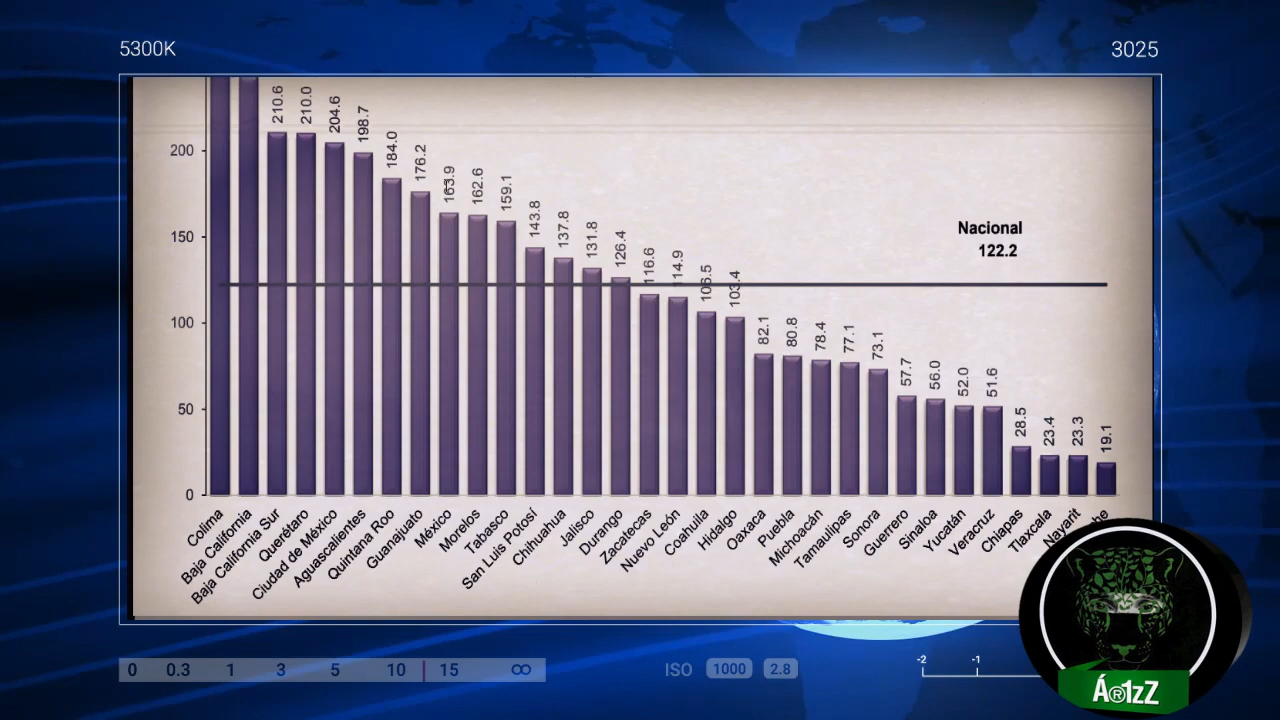 5300K
3025
210.6
210.0
204.6
198.7
184.0
176.2
163.9
162.6
159.1
143.8
137.8
131.8
126.4
116.6
114.9
106.5
103.4
82.1
80.8
78.4
77.1
73.1
57.7
56.0
52.0
51.6
28.5
23.4
23.3
19.1
200
150
100
50
0
Nacional
122.2
Colima
Baja California
Baja California Sur
Querétaro
Ciudad de México
Aguascalientes
Quintana Roo
Guanajuato
México
Morelos
Tabasco
San Luis Potosí
Chihuahua
Jalisco
Durango
Zacatecas
Nuevo León
Coahuila
Hidalgo
Oaxaca
Puebla
Michoacán
Tamaulipas
Sonora
Guerrero
Sinaloa
Yucatán
Veracruz
Chiapas
Tlaxcala
Nayarit
0 0.3 1 3 5 10 15 ∞
ISO 1000 2.8
-2 -1
Á®1zZ